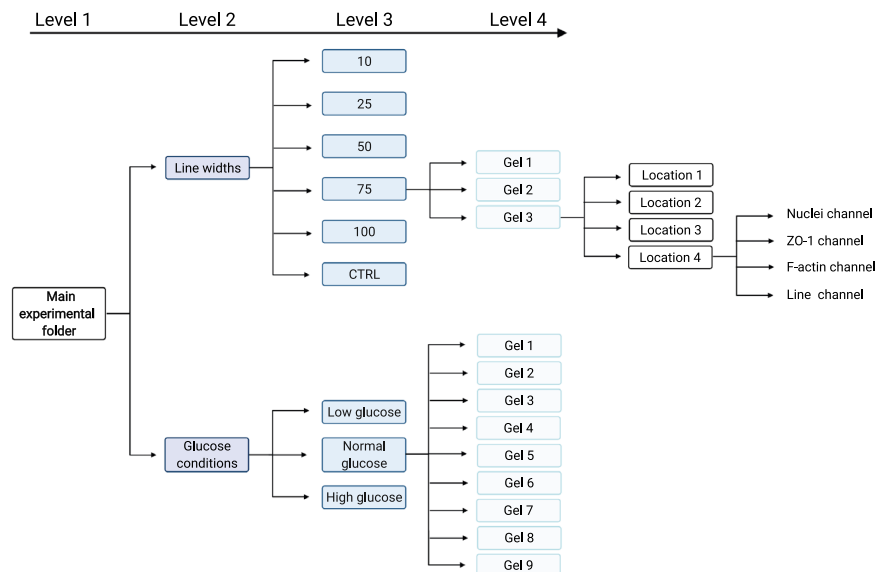 Level 1
Level 2
Level 3
Level 4
10
25
50
75
100
CTRL
Line widths
Gel 1
Gel 2
Gel 3
Location 1
Location 2
Location 3
Location 4
Nuclei channel
ZO-1 channel
F-actin channel
Line channel
Main
experimental
folder
Glucose
conditions
Low glucose
Normal
glucose
High glucose
Gel 1
Gel 2
Gel 3
Gel 4
Gel 5
Gel 6
Gel 7
Gel 8
Gel 9